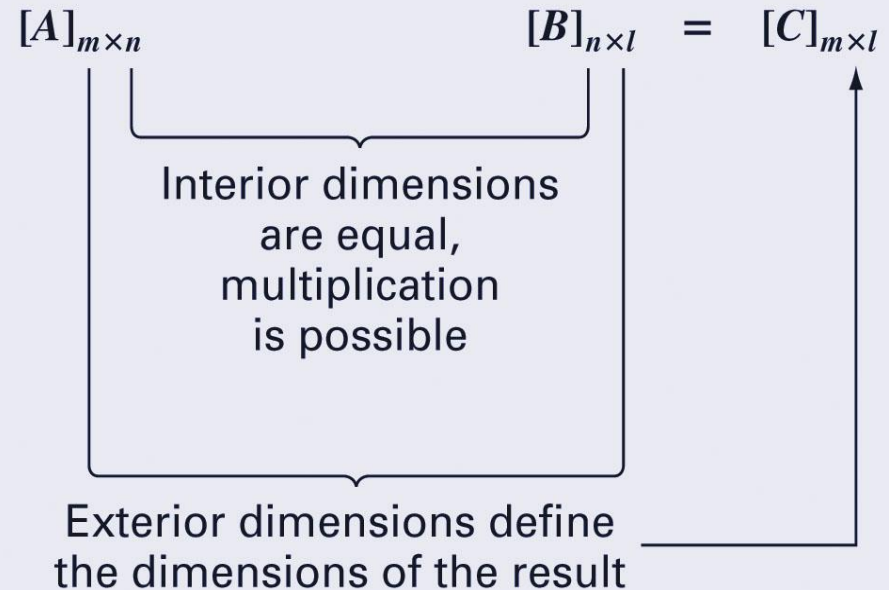 [A]m×n [B]n×l = [C]m×l
Interior dimensions
are equal,
multiplication
is possible
Exterior dimensions define
the dimensions of the result